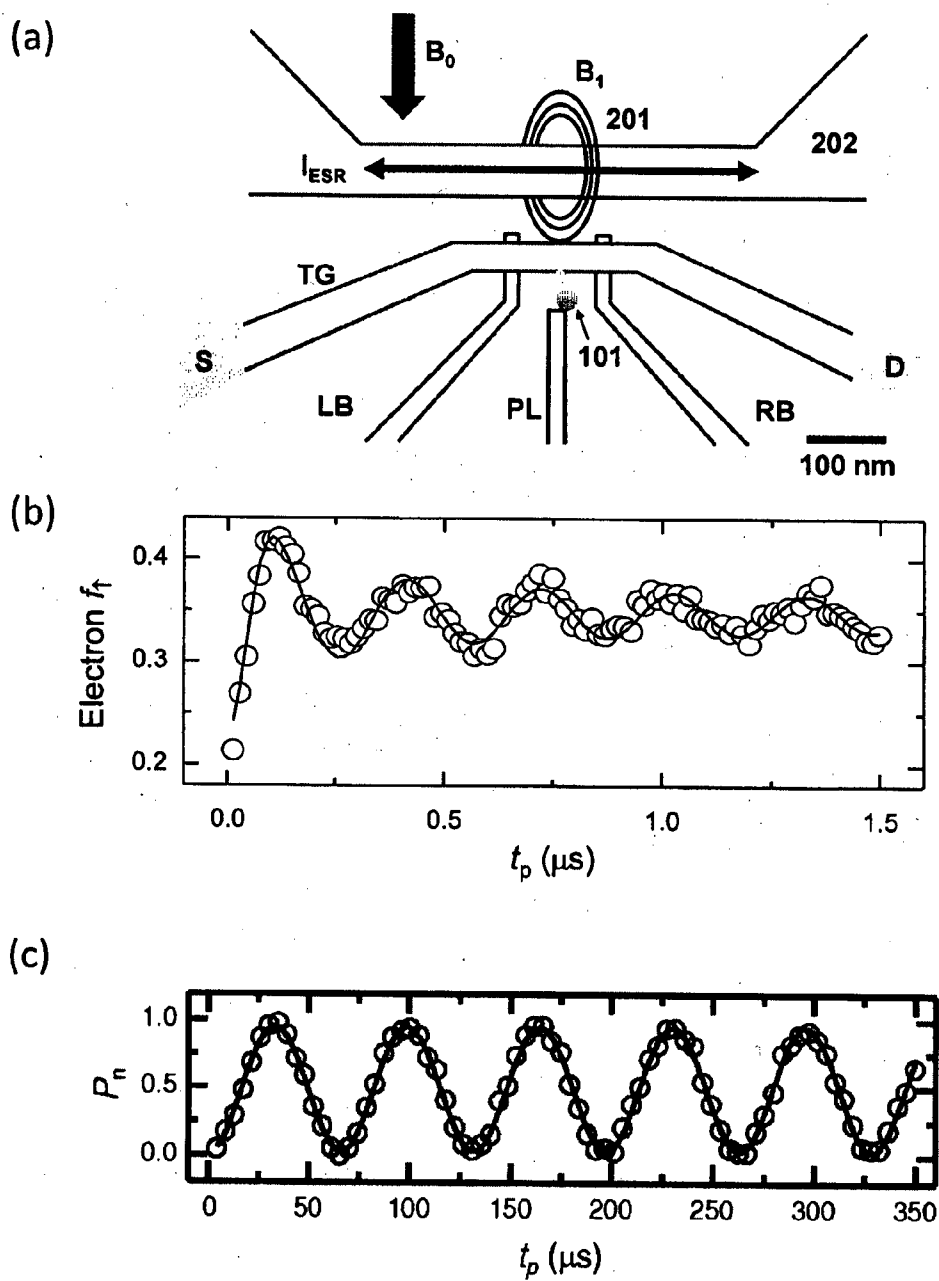 (a)
B₀
B₁
201
202
I_ESR
TG
S
101
D
LB
PL
RB
100 nm
(b)
Electron f↑
0.4
0.3
0.2
0.0 0.5 1.0 1.5
tₚ (μs)
(c)
Pₙ
1.0
0.5
0.0
0 50 100 150 200 250 300 350
tₚ (μs)